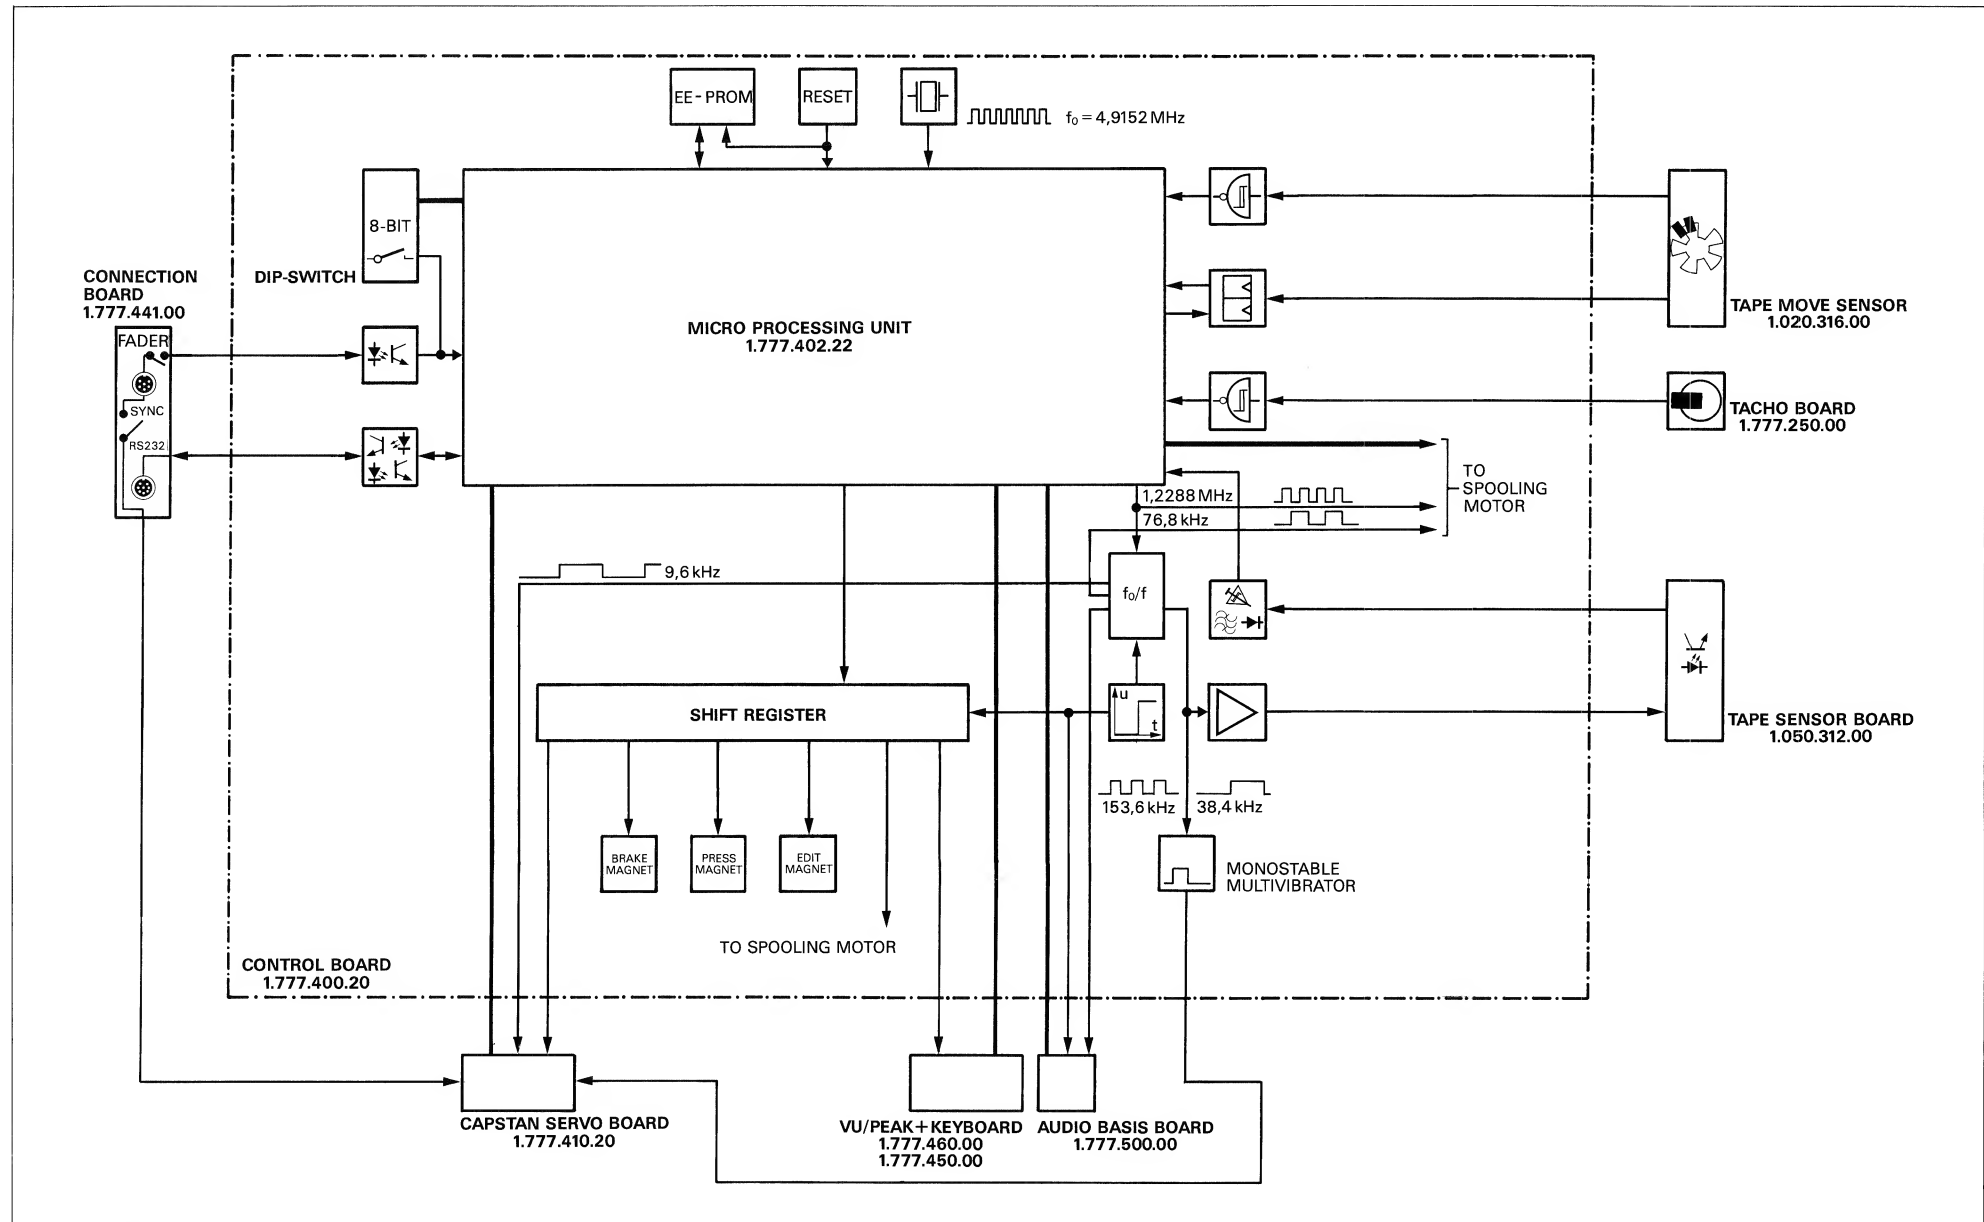 EE-PROM
RESET
f₀ = 4,9152 MHz
8-BIT
DIP-SWITCH
CONNECTION
BOARD
1.777.441.00
FADER
SYNC
RS232
MICRO PROCESSING UNIT
1.777.402.22
TAPE MOVE SENSOR
1.020.316.00
TACHO BOARD
1.777.250.00
TO
SPOOLING
MOTOR
1,2288 MHz
76,8 kHz
9,6 kHz
f₀/f
u
t
SHIFT REGISTER
TAPE SENSOR BOARD
1.050.312.00
153,6 kHz
38,4 kHz
BRAKE
MAGNET
PRESS
MAGNET
EDIT
MAGNET
MONOSTABLE
MULTIVIBRATOR
TO SPOOLING MOTOR
CONTROL BOARD
1.777.400.20
CAPSTAN SERVO BOARD
1.777.410.20
VU/PEAK+KEYBOARD
1.777.460.00
1.777.450.00
AUDIO BASIS BOARD
1.777.500.00